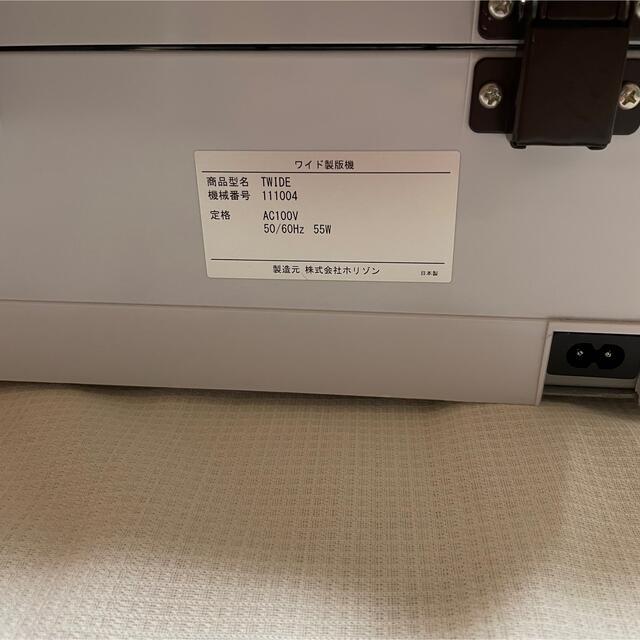 ワイド製版機
商品型名 TWIDE
機械番号 111004
定格 AC100V
50/60Hz 55W
製造元 株式会社ホリゾン 日本製